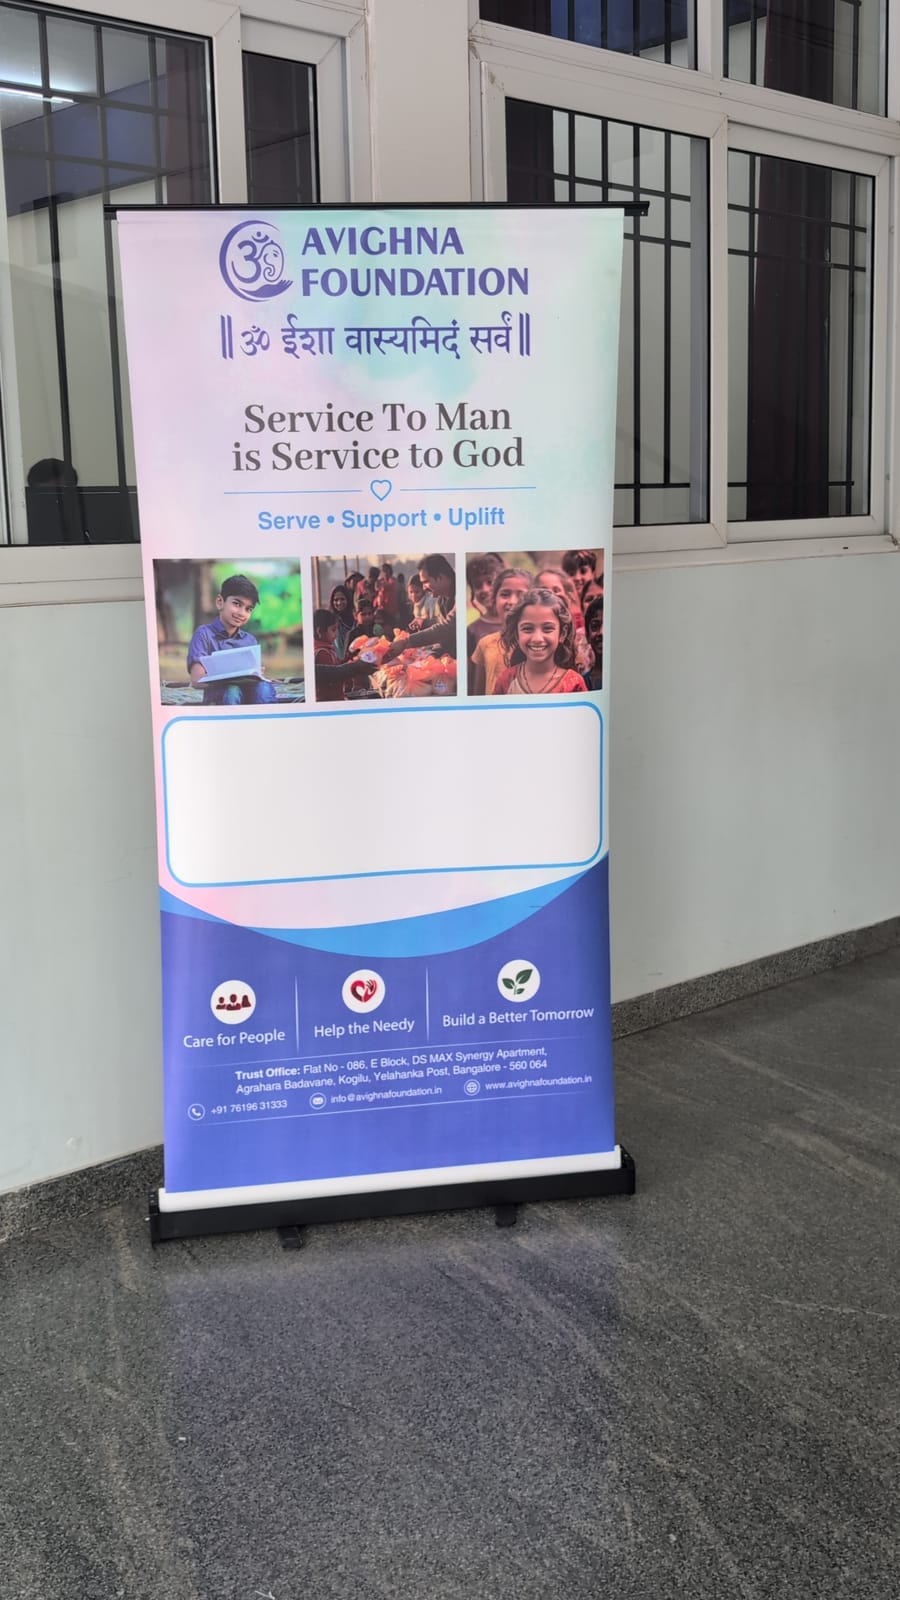 AVIGHNA
FOUNDATION
॥ॐ ईशा वास्यमिदं सर्वं॥
Service To Man
is Service to God
Serve • Support • Uplift
Care for People
Help the Needy
Build a Better Tomorrow
Trust Office: Flat No - 086, E Block, DS MAX Synergy Apartment,
Agrahara Badavane, Kogilu, Yelahanka Post, Bangalore - 560 064
+91 76196 31333 info@avighnafoundation.in www.avighnafoundation.in